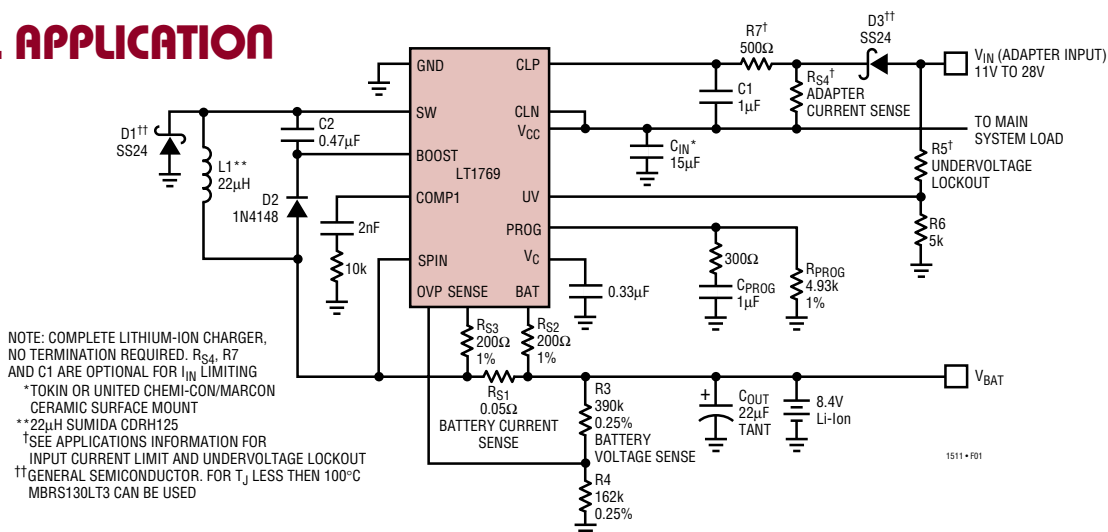 APPLICATION
GND
SW
BOOST
LT1769
COMP1
SPIN
OVP SENSE
CLP
CLN
VCC
UV
PROG
VC
BAT
D1††
SS24
L1**
22µH
C2
0.47µF
D2
1N4148
2nF
10k
R7†
500Ω
C1
1µF
RS4†
ADAPTER
CURRENT SENSE
D3††
SS24
VIN (ADAPTER INPUT)
11V TO 28V
TO MAIN
SYSTEM LOAD
CIN*
15µF
R5†
UNDERVOLTAGE
LOCKOUT
R6
5k
300Ω
CPROG
1µF
RPROG
4.93k
1%
0.33µF
RS3
200Ω
1%
RS2
200Ω
1%
RS1
0.05Ω
BATTERY CURRENT
SENSE
R3
390k
0.25%
BATTERY
VOLTAGE SENSE
R4
162k
0.25%
+
COUT
22µF
TANT
8.4V
Li-Ion
VBAT
NOTE: COMPLETE LITHIUM-ION CHARGER,
NO TERMINATION REQUIRED. RS4, R7
AND C1 ARE OPTIONAL FOR IIN LIMITING
*TOKIN OR UNITED CHEMI-CON/MARCON
CERAMIC SURFACE MOUNT
**22µH SUMIDA CDRH125
†SEE APPLICATIONS INFORMATION FOR
INPUT CURRENT LIMIT AND UNDERVOLTAGE LOCKOUT
††GENERAL SEMICONDUCTOR. FOR TJ LESS THEN 100°C
MBRS130LT3 CAN BE USED
1511 • F01